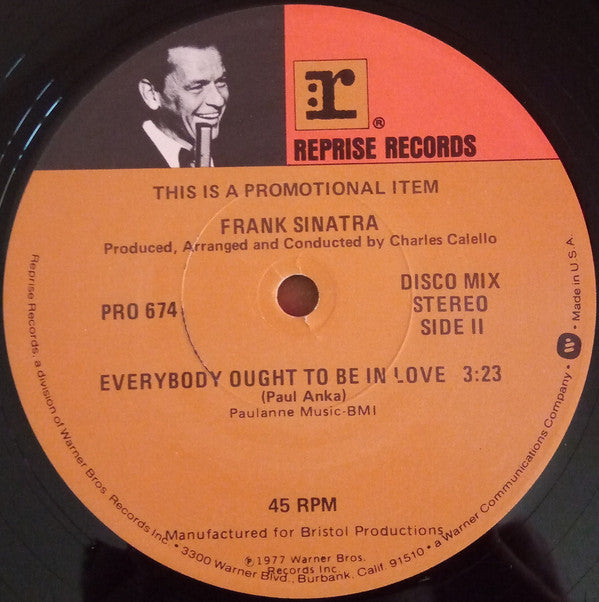 r
®
REPRISE RECORDS
THIS IS A PROMOTIONAL ITEM
FRANK SINATRA
Produced, Arranged and Conducted by Charles Calello
PRO 674
DISCO MIX
STEREO
SIDE II
EVERYBODY OUGHT TO BE IN LOVE 3:23
(Paul Anka)
Paulanne Music-BMI
45 RPM
Manufactured for Bristol Productions
℗1977 Warner Bros.
Records Inc.
Reprise Records, a division of Warner Bros. Records Inc. • 3300 Warner Blvd., Burbank, Calif. 91510 • a Warner Communications Company • W • Made in U.S.A.